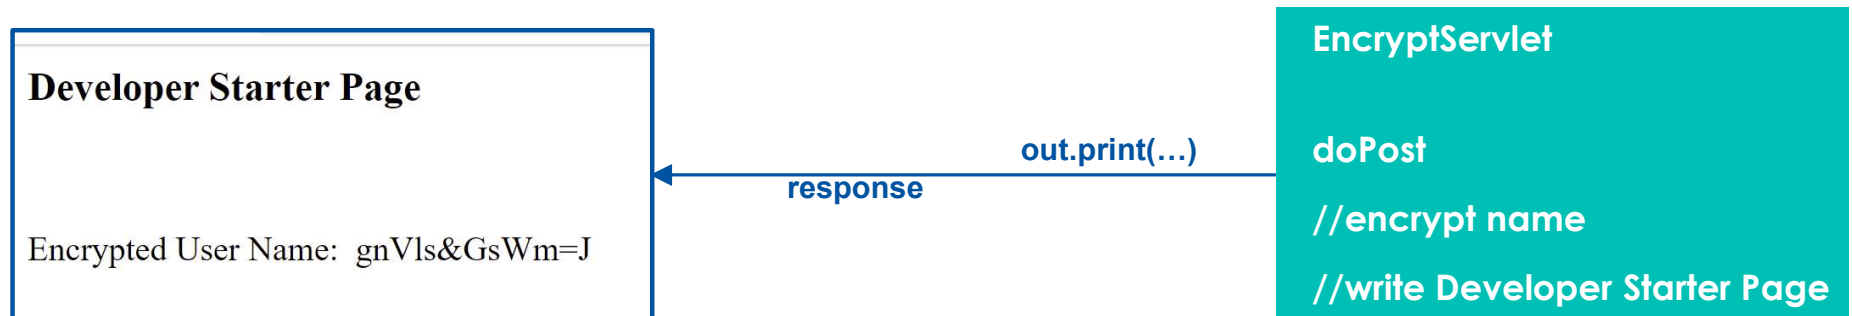 Developer Starter Page
Encrypted User Name: gnVls&GsWm=J
out.print(…)
response
EncryptServlet
doPost
//encrypt name
//write Developer Starter Page